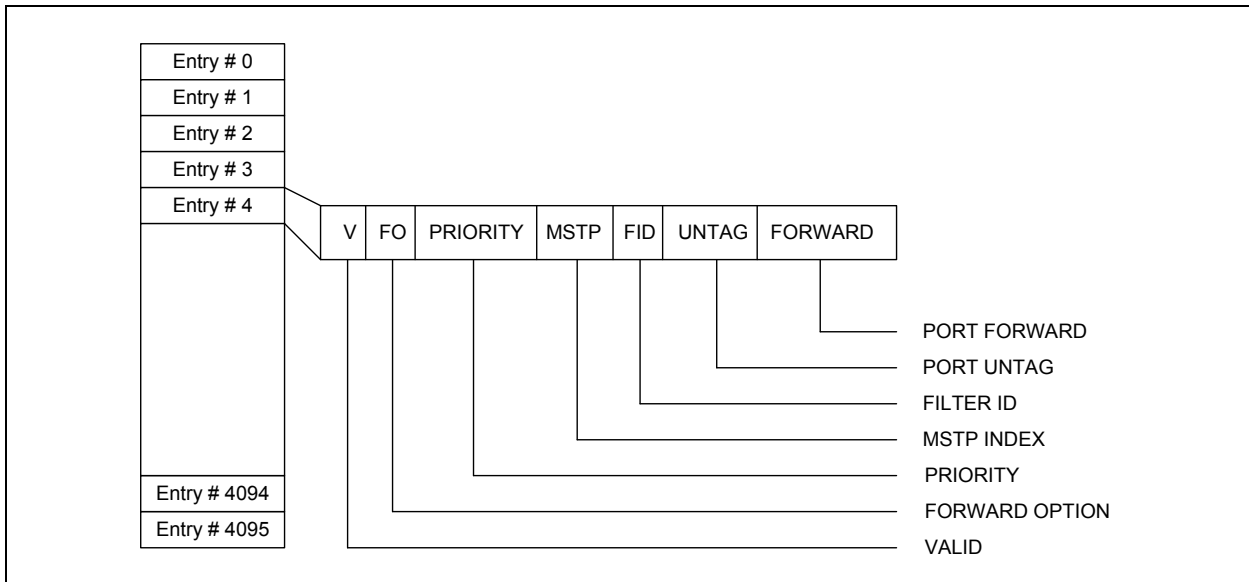 Entry # 0
Entry # 1
Entry # 2
Entry # 3
Entry # 4
V FO PRIORITY MSTP FID UNTAG FORWARD
PORT FORWARD
PORT UNTAG
FILTER ID
MSTP INDEX
PRIORITY
FORWARD OPTION
VALID
Entry # 4094
Entry # 4095